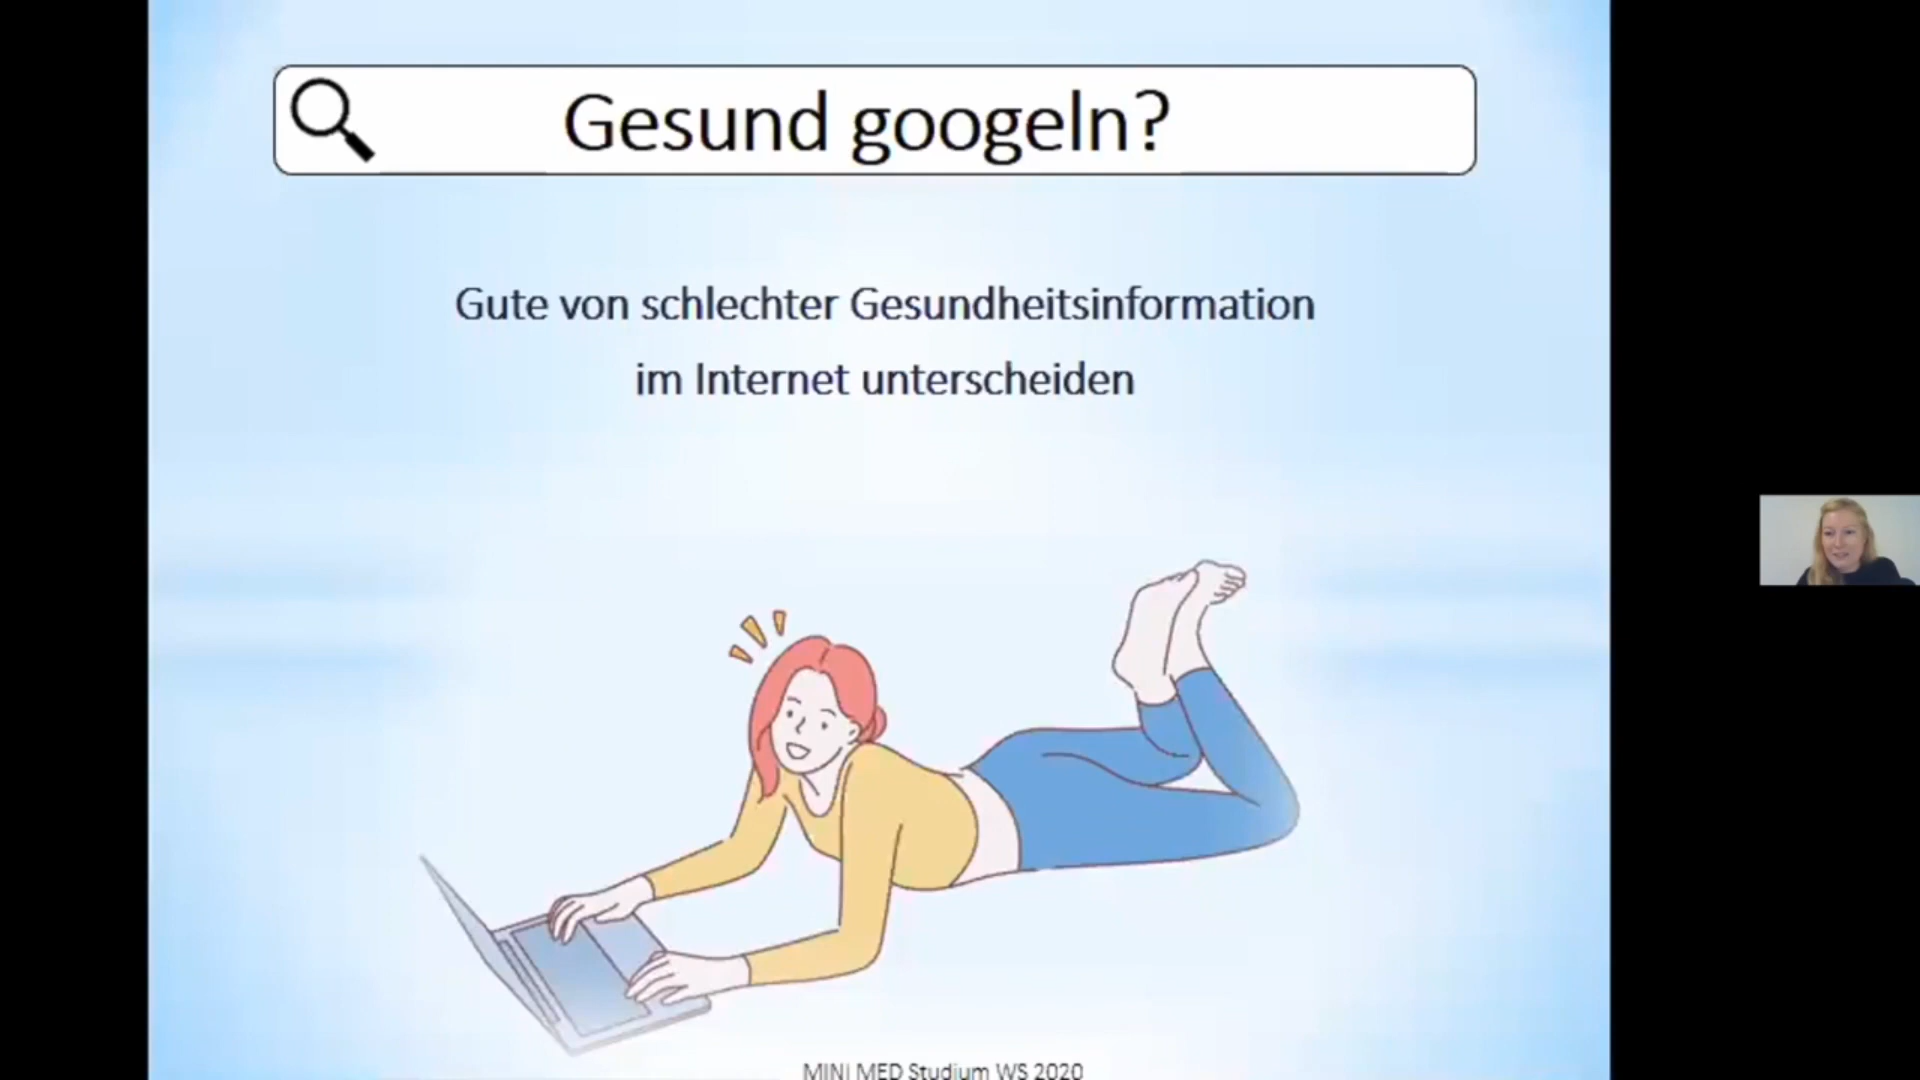 Gesund googeln?
Gute von schlechter Gesundheitsinformation
im Internet unterscheiden
MINI MED Studium WS 2020